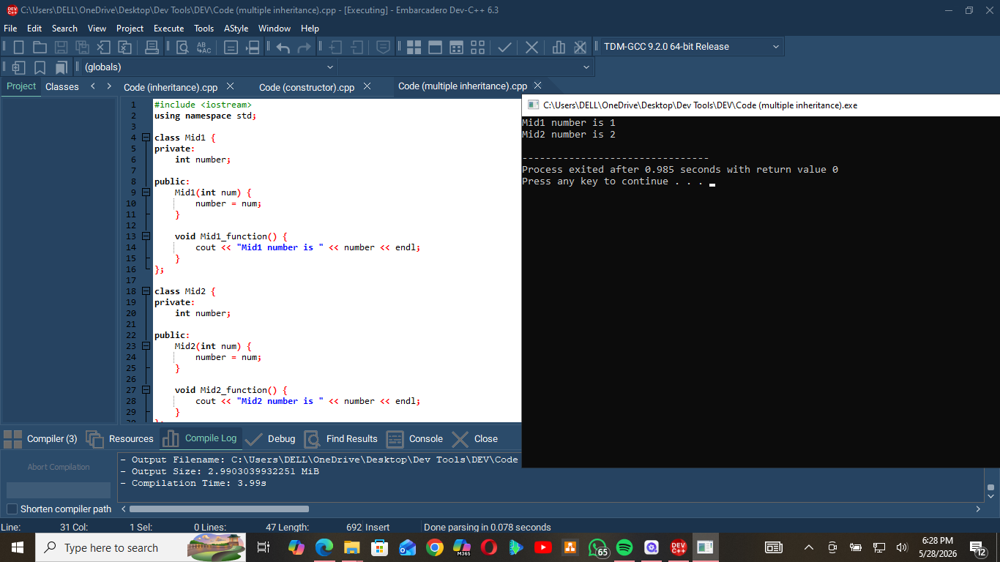 C:\Users\DELL\OneDrive\Desktop\Dev Tools\DEV\Code (multiple inheritance).cpp - [Executing] - Embarcadero Dev-C++ 6.3
File Edit Search View Project Execute Tools AStyle Window Help
TDM-GCC 9.2.0 64-bit Release
(globals)
Project Classes Code (inheritance).cpp Code (constructor).cpp Code (multiple inheritance).cpp
1 #include <iostream>
2 using namespace std;
3
4 class Mid1 {
5 private:
6 int number;
7
8 public:
9 Mid1(int num) {
10 number = num;
11 }
12
13 void Mid1_function() {
14 cout << "Mid1 number is " << number << endl;
15 }
16 };
17
18 class Mid2 {
19 private:
20 int number;
21
22 public:
23 Mid2(int num) {
24 number = num;
25 }
26
27 void Mid2_function() {
28 cout << "Mid2 number is " << number << endl;
29 }
C:\Users\DELL\OneDrive\Desktop\Dev Tools\DEV\Code (multiple inheritance).exe
Mid1 number is 1
Mid2 number is 2
--------------------------------
Process exited after 0.985 seconds with return value 0
Press any key to continue . . .
Compiler (3) Resources Compile Log Debug Find Results Console Close
Abort Compilation
Shorten compiler path
- Output Filename: C:\Users\DELL\OneDrive\Desktop\Dev Tools\DEV\Code
- Output Size: 2.9903039932251 MiB
- Compilation Time: 3.99s
Line: 31 Col: 1 Sel: 0 Lines: 47 Length: 692 Insert Done parsing in 0.078 seconds
Type here to search
M365
65
DEV C++
6:28 PM
5/28/2026
12